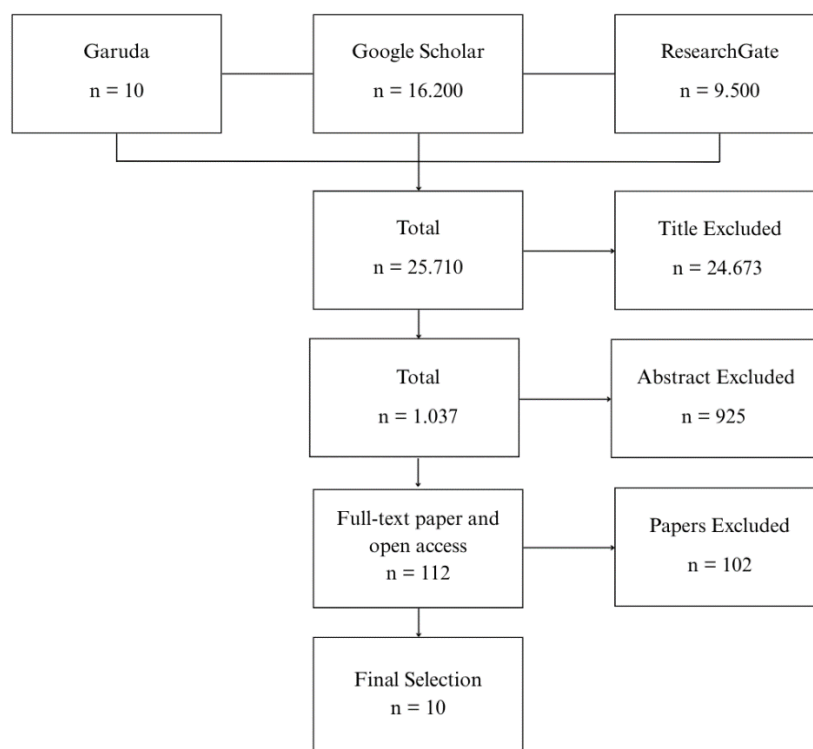 Garuda
n = 10
Google Scholar
n = 16.200
ResearchGate
n = 9.500
Total
n = 25.710
Title Excluded
n = 24.673
Total
n = 1.037
Abstract Excluded
n = 925
Full-text paper and
open access
n = 112
Papers Excluded
n = 102
Final Selection
n = 10